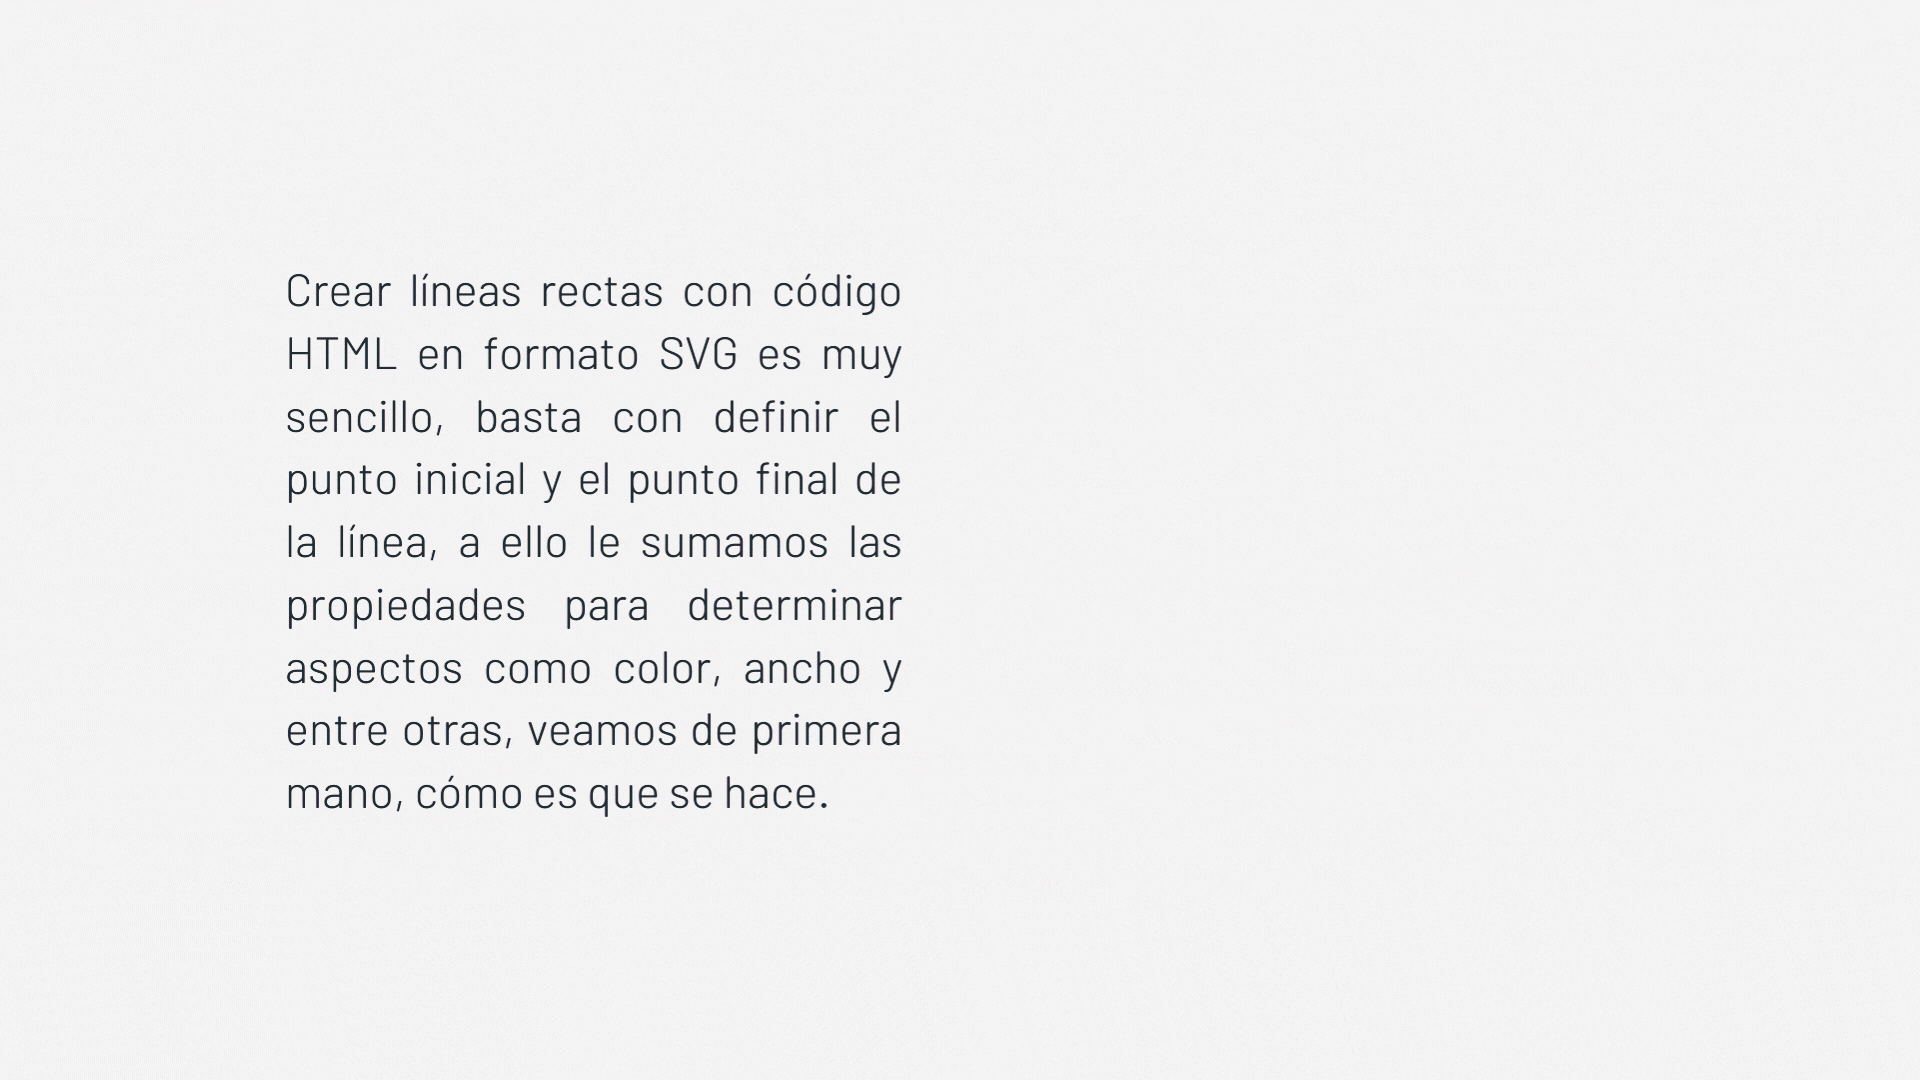 Crear líneas rectas con código
HTML en formato SVG es muy
sencillo, basta con definir el
punto inicial y el punto final de
la línea, a ello le sumamos las
propiedades para determinar
aspectos como color, ancho y
entre otras, veamos de primera
mano, cómo es que se hace.